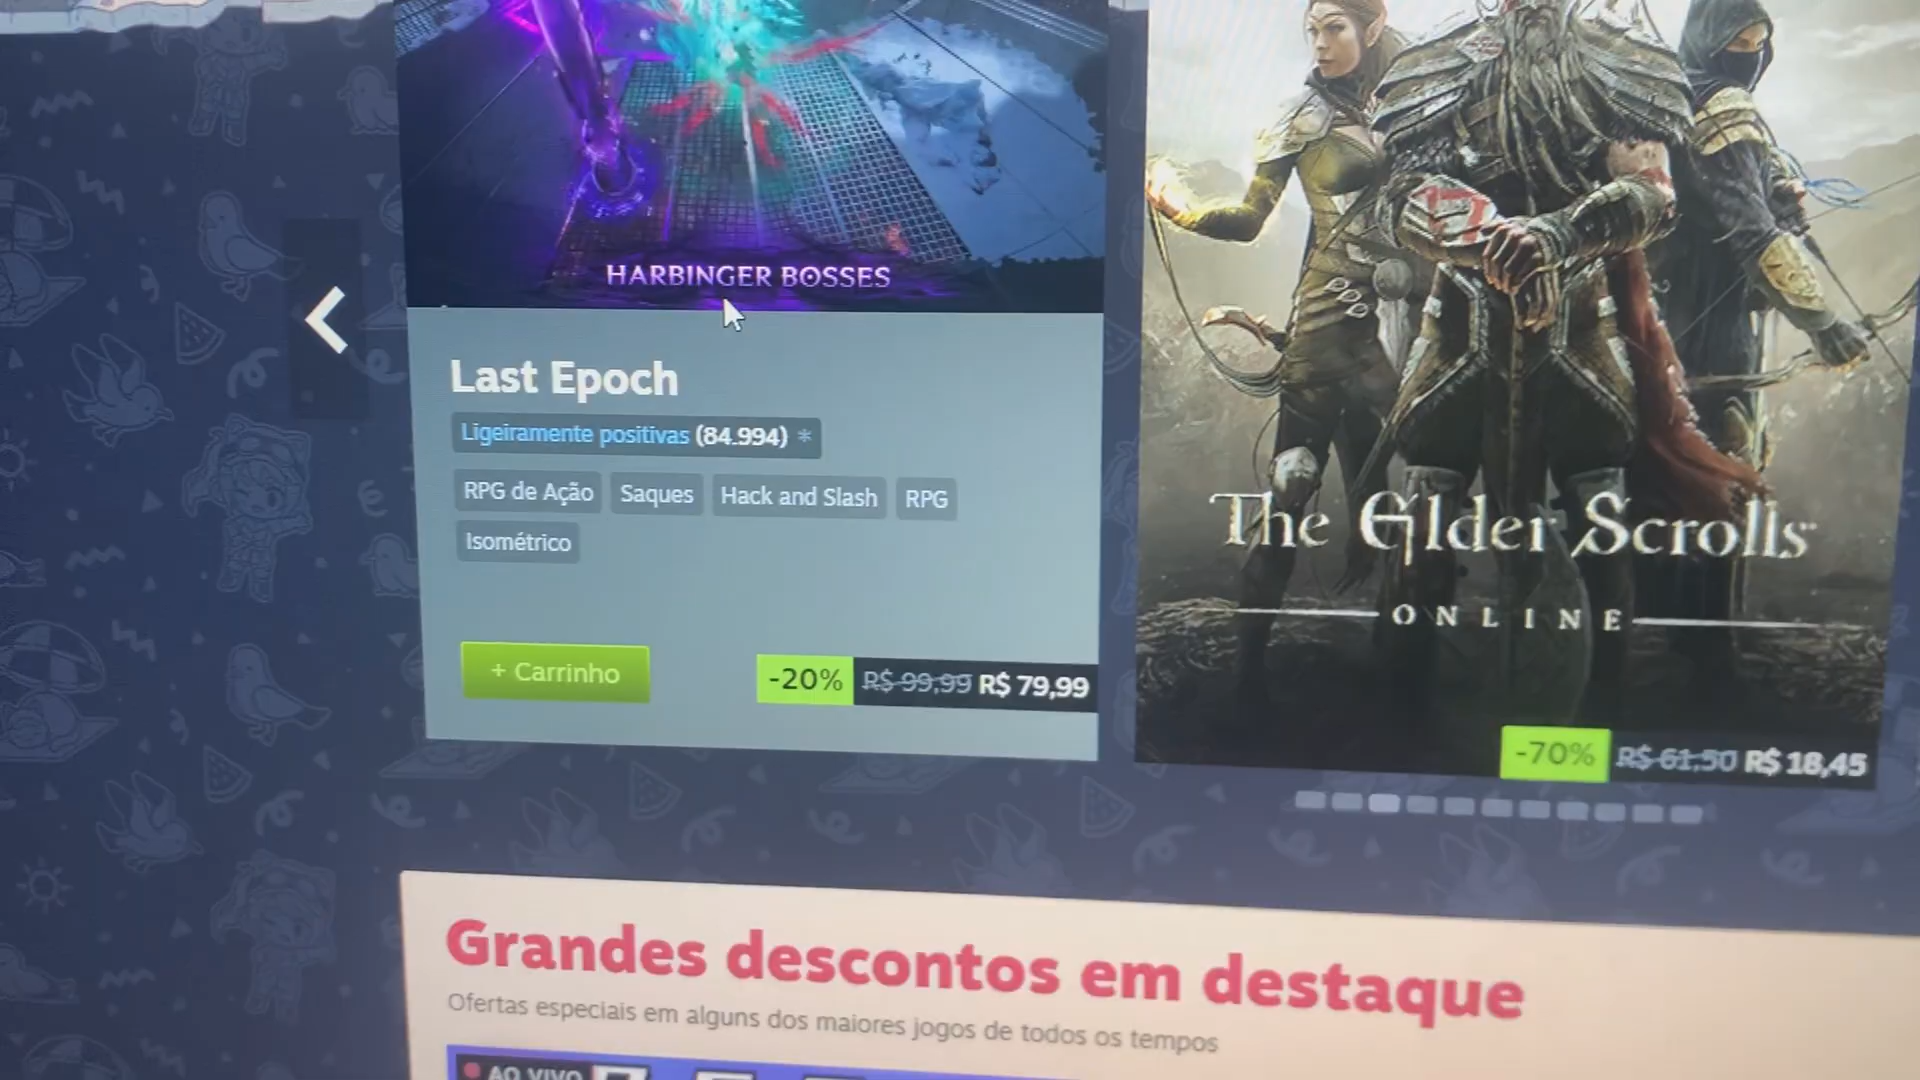 HARBINGER BOSSES
Last Epoch
Ligeiramente positivas (84.994) *
RPG de Ação Saques Hack and Slash RPG
Isométrico
+ Carrinho
-20% R$ 99,99 R$ 79,99
The Elder Scrolls
ONLINE
-70% R$ 61,50 R$ 18,45
Grandes descontos em destaque
Ofertas especiais em alguns dos maiores jogos de todos os tempos
AO VIVO